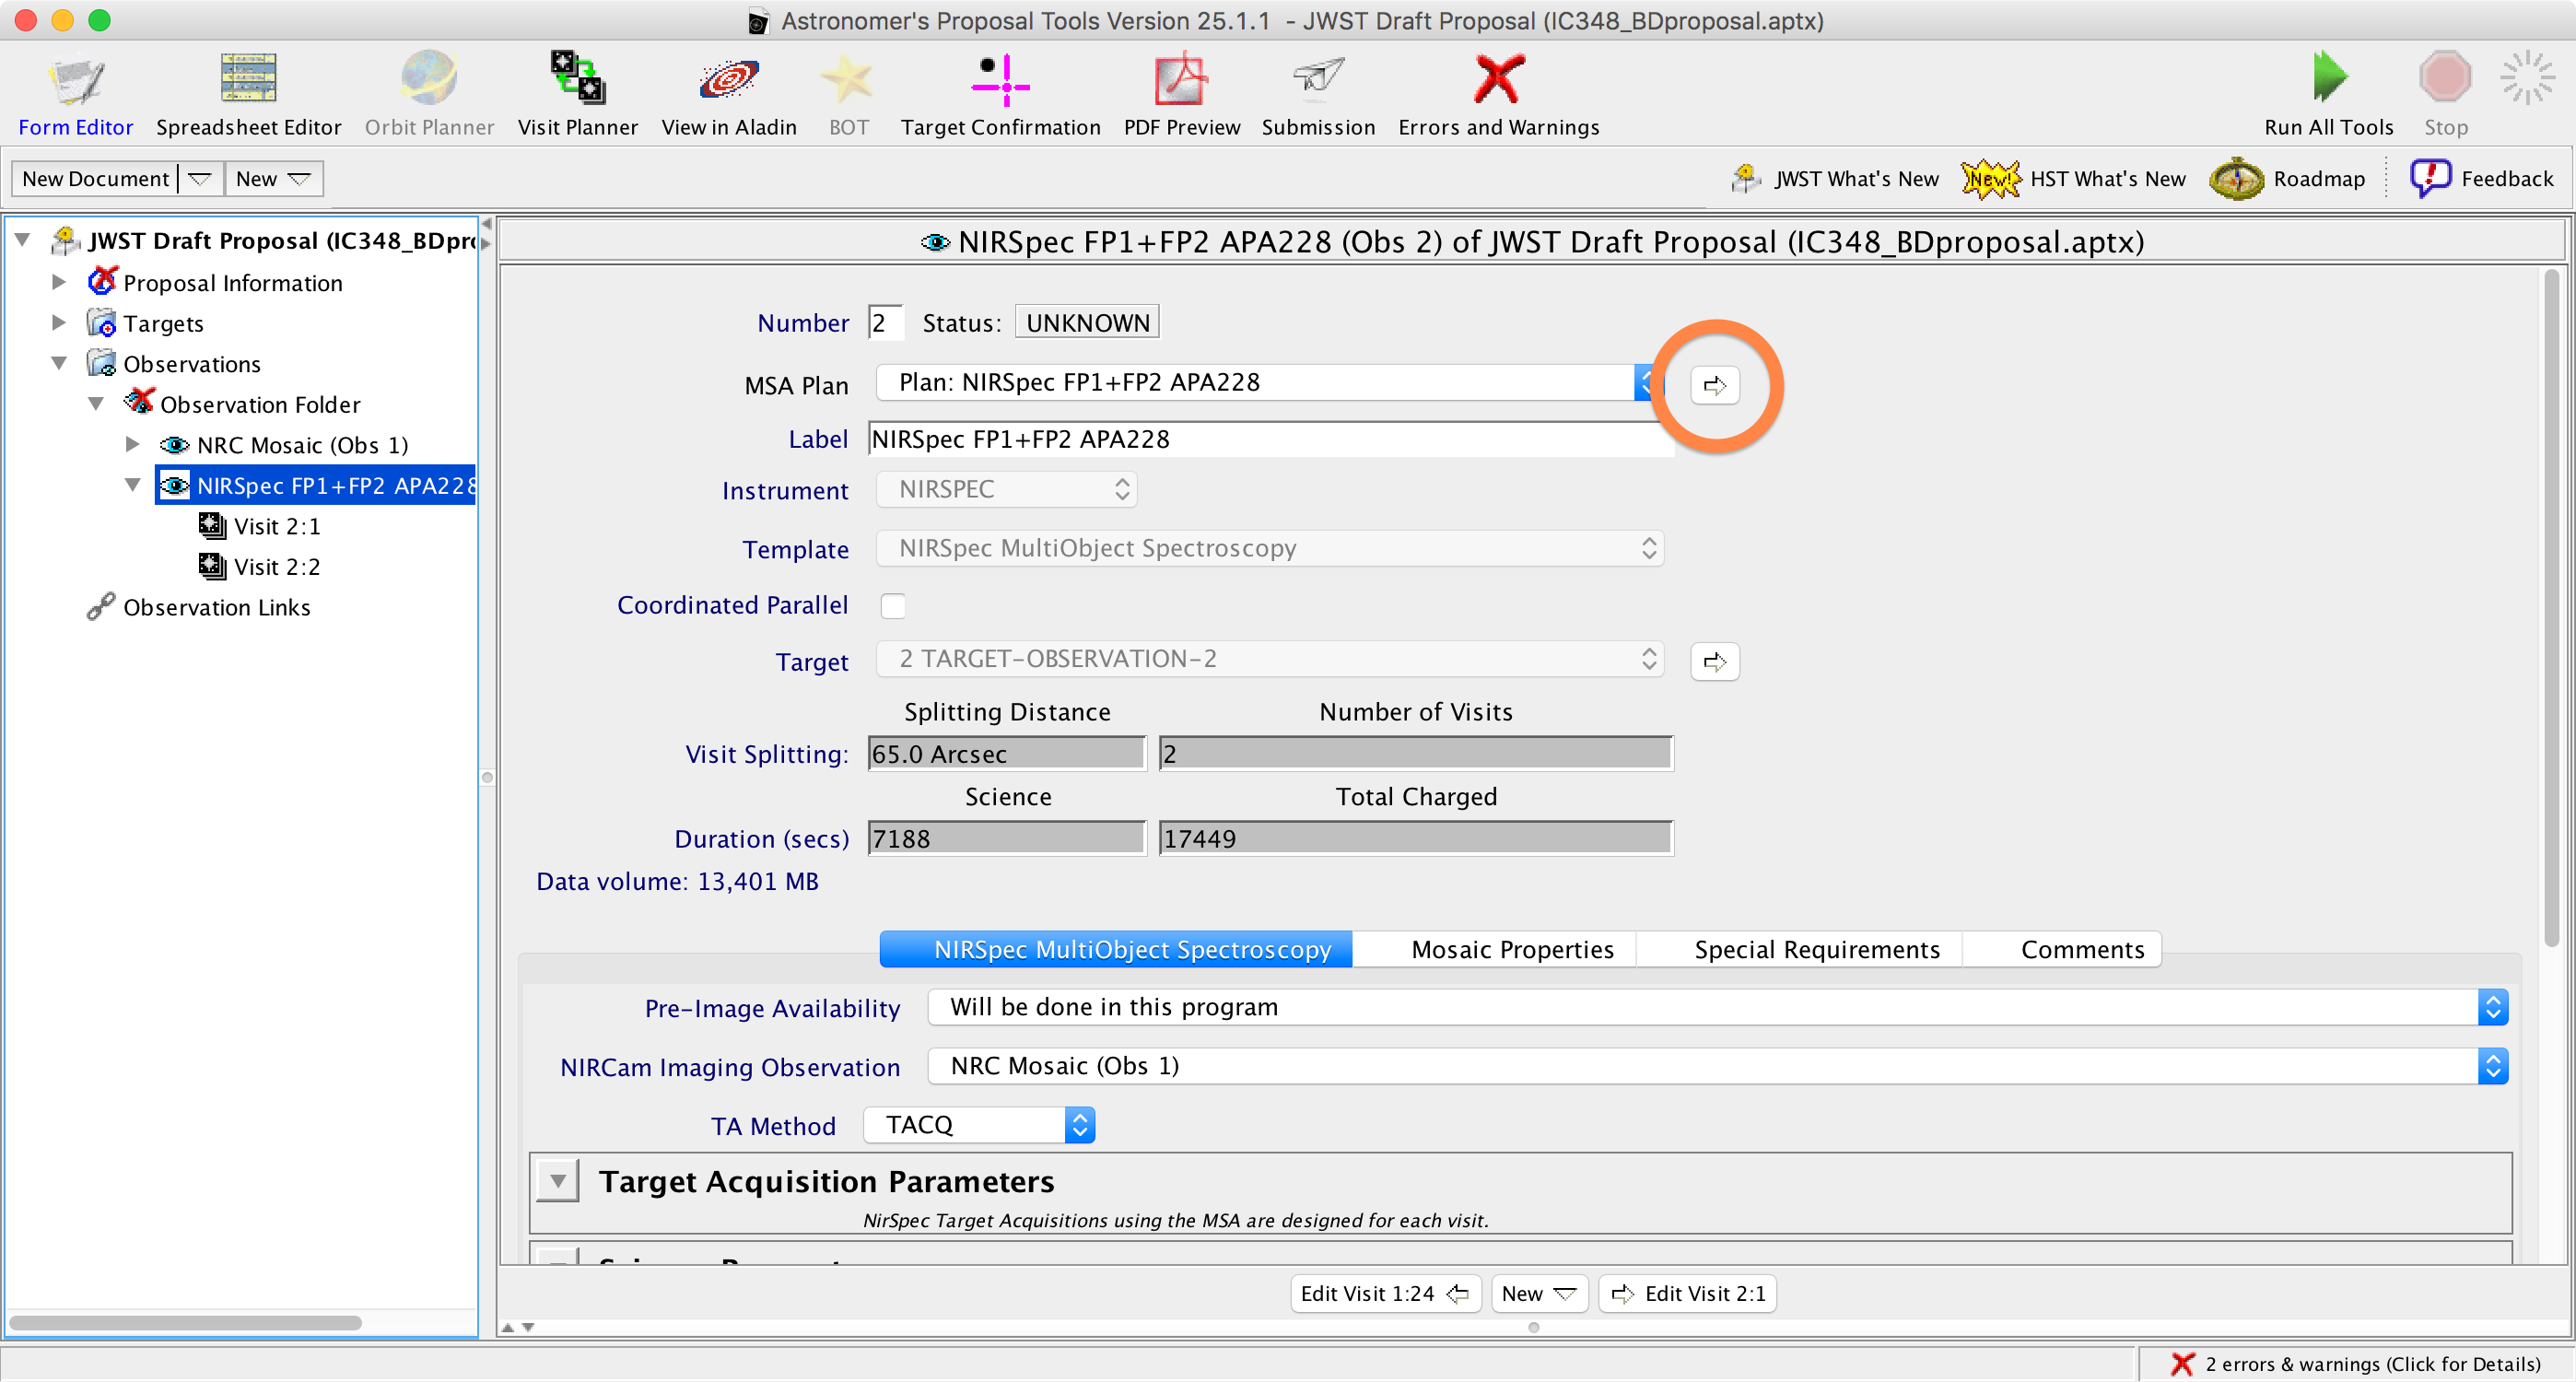 Astronomer's Proposal Tools Version 25.1.1 - JWST Draft Proposal (IC348_BDproposal.aptx)
Form Editor Spreadsheet Editor Orbit Planner Visit Planner View in Aladin BOT Target Confirmation PDF Preview Submission Errors and Warnings Run All Tools Stop
New Document New New! JWST What's New HST What's New Roadmap Feedback
JWST Draft Proposal (IC348_BDpr
Proposal Information
Targets
Observations
Observation Folder
NRC Mosaic (Obs 1)
NIRSpec FP1+FP2 APA228
Visit 2:1
Visit 2:2
Observation Links
NIRSpec FP1+FP2 APA228 (Obs 2) of JWST Draft Proposal (IC348_BDproposal.aptx)
Number 2 Status: UNKNOWN
MSA Plan Plan: NIRSpec FP1+FP2 APA228
Label NIRSpec FP1+FP2 APA228
Instrument NIRSPEC
Template NIRSpec MultiObject Spectroscopy
Coordinated Parallel
Target 2 TARGET-OBSERVATION-2
Splitting Distance Number of Visits
Visit Splitting: 65.0 Arcsec 2
Science Total Charged
Duration (secs) 7188 17449
Data volume: 13,401 MB
NIRSpec MultiObject Spectroscopy Mosaic Properties Special Requirements Comments
Pre-Image Availability Will be done in this program
NIRCam Imaging Observation NRC Mosaic (Obs 1)
TA Method TACQ
Target Acquisition Parameters
NirSpec Target Acquisitions using the MSA are designed for each visit.
Edit Visit 1:24 New Edit Visit 2:1
2 errors & warnings (Click for Details)